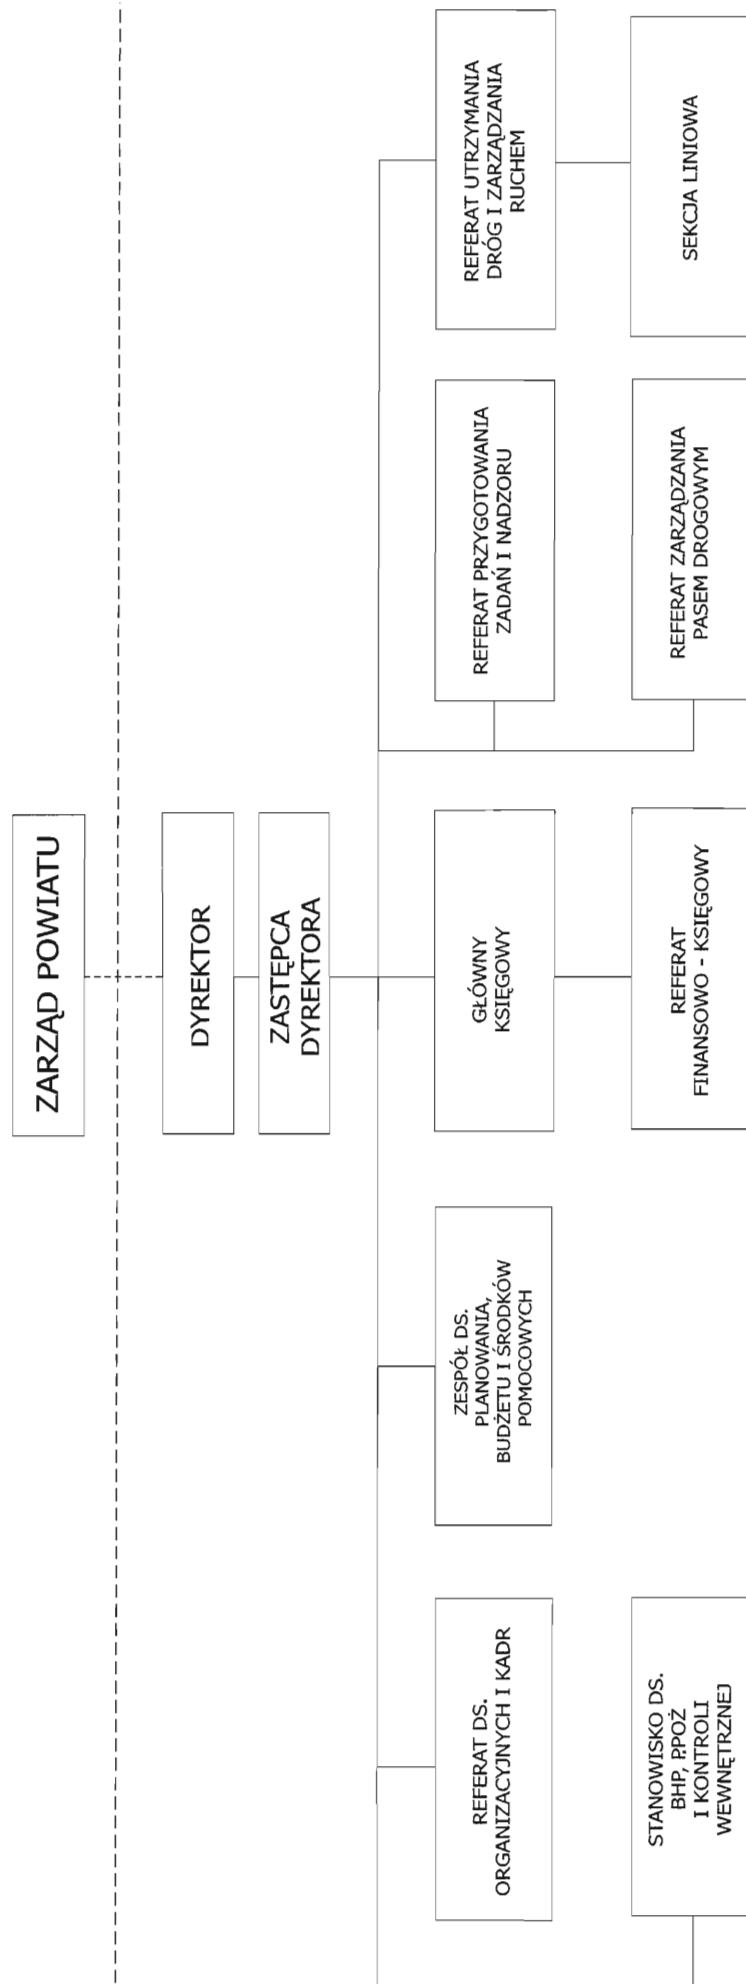 ZARZĄD POWIATU
DYREKTOR
ZASTĘPCA
DYREKTORA
REFERAT DS.
ORGANIZACYJNYCH I KADR
ZESPÓŁ DS.
PLANOWANIA,
BUDŻETU I ŚRODKÓW
POMOCOWYCH
GŁÓWNY
KSIĘGOWY
REFERAT PRZYGOTOWANIA
ZADAŃ I NADZORU
REFERAT UTRZYMANIA
DRÓG I ZARZĄDZANIA
RUCHEM
STANOWISKO DS.
BHP, P.POŻ
I KONTROLI
WEWNĘTRZNEJ
REFERAT
FINANSOWO - KSIĘGOWY
REFERAT ZARZĄDZANIA
PASEM DROGOWYM
SEKCJA LINIOWA